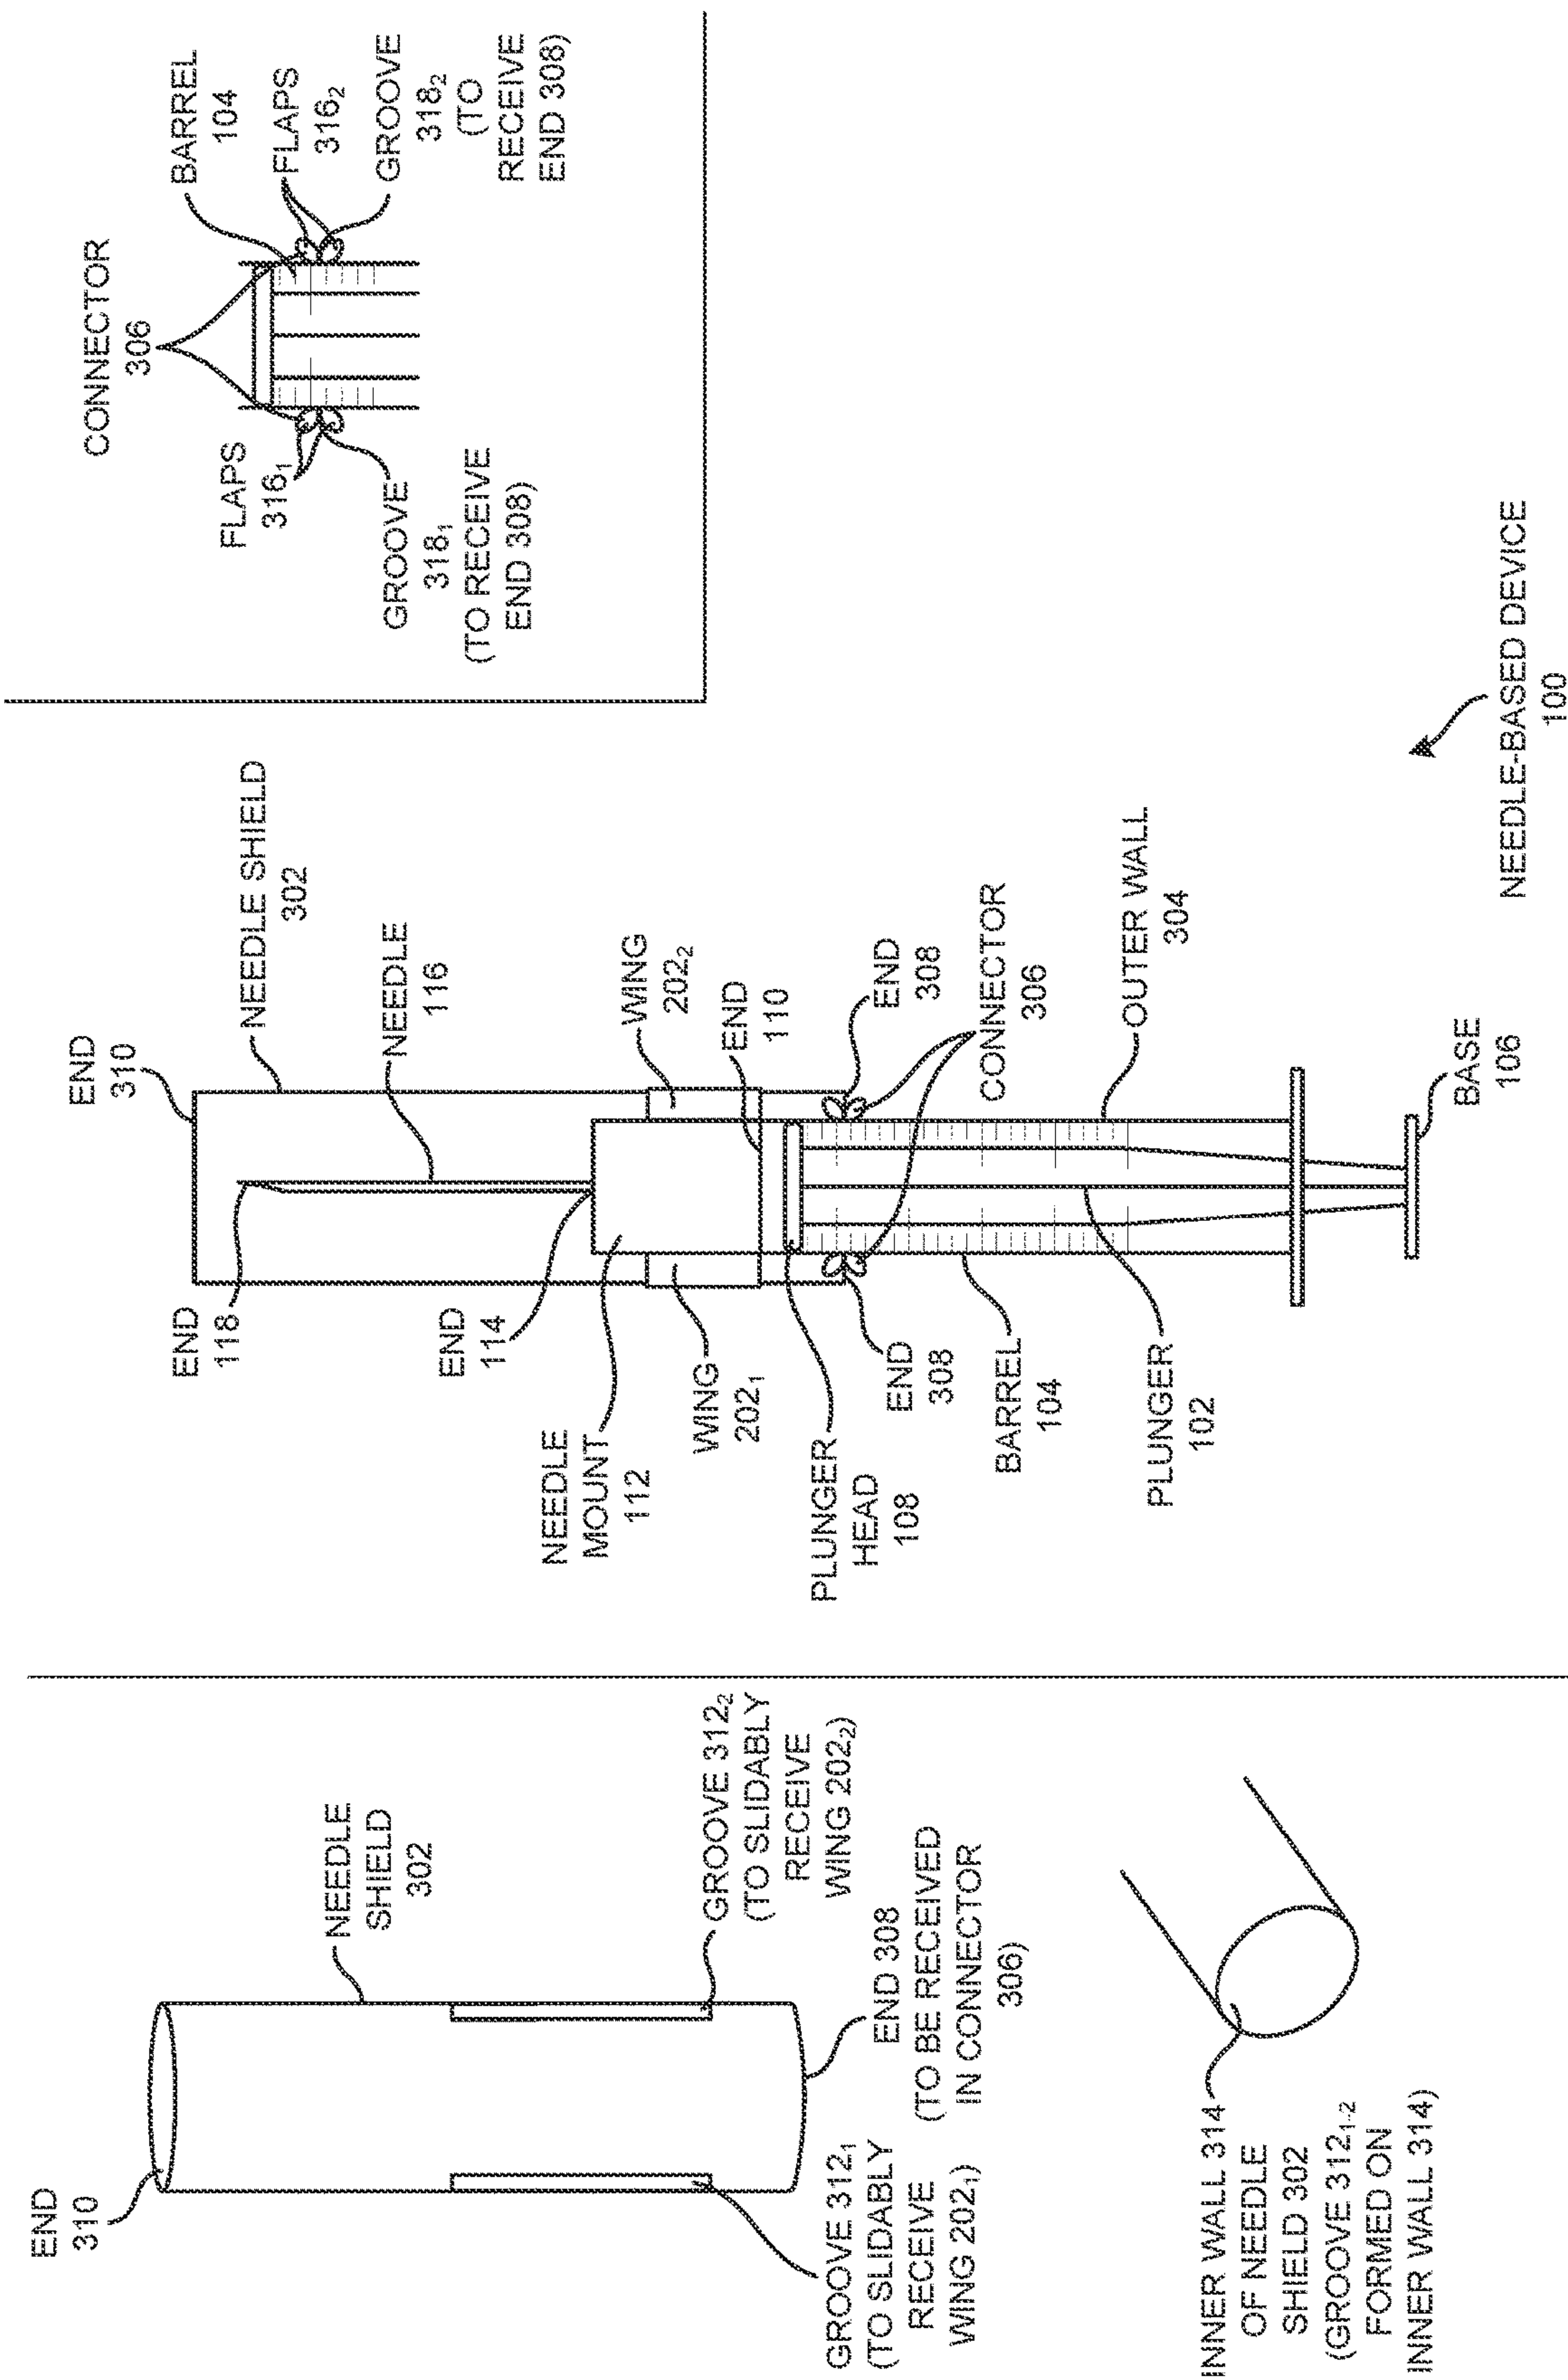 END
310
NEEDLE
SHIELD
302
GROOVE 312₁
(TO SLIDABLY
RECEIVE
WING 202₁)
END 308
(TO BE RECEIVED
IN CONNECTOR
306)
GROOVE 312₂
(TO SLIDABLY
RECEIVE
WING 202₂)
INNER WALL 314
OF NEEDLE
SHIELD 302
(GROOVE 312₁₋₂
FORMED ON
INNER WALL 314)
END
310
NEEDLE SHIELD
302
END
118
NEEDLE
116
END
114
NEEDLE
MOUNT
112
WING
202₁
WING
202₂
END
110
PLUNGER
HEAD
108
END
308
END
308
CONNECTOR
306
BARREL
104
OUTER WALL
304
PLUNGER
102
BASE
106
CONNECTOR
306
BARREL
104
FLAPS
316₁
FLAPS
316₂
GROOVE
318₁
(TO RECEIVE
END 308)
GROOVE
318₂
(TO
RECEIVE
END 308)
NEEDLE-BASED DEVICE
100